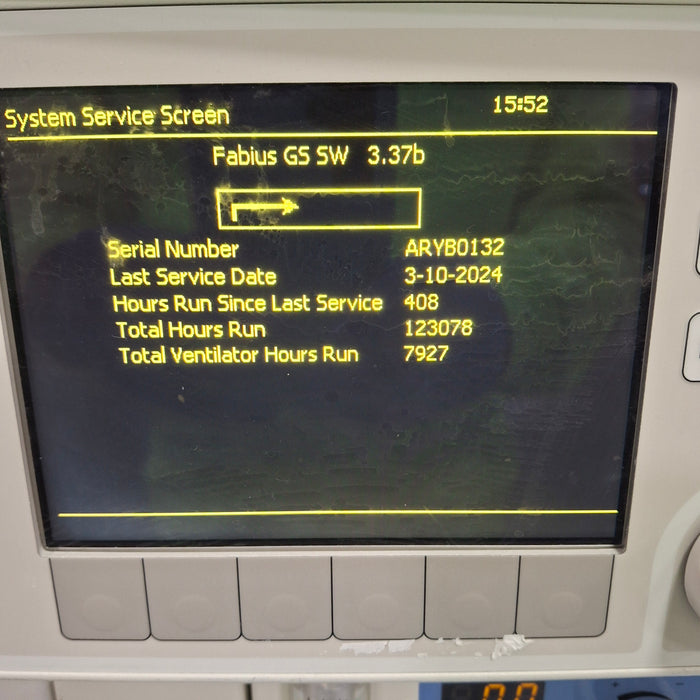 System Service Screen 15:52
Fabius GS SW 3.37b
Serial Number ARYB0132
Last Service Date 3-10-2024
Hours Run Since Last Service 408
Total Hours Run 123078
Total Ventilator Hours Run 7927